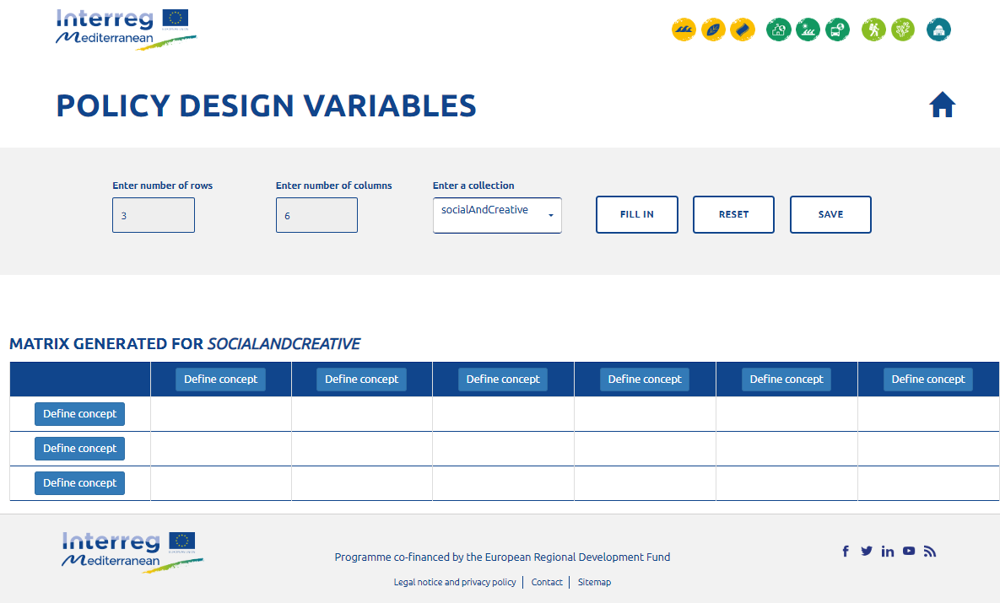 Interreg
Mediterranean
POLICY DESIGN VARIABLES
Enter number of rows
Enter number of columns
Enter a collection
3
6
socialAndCreative
FILL IN
RESET
SAVE
MATRIX GENERATED FOR SOCIALANDCREATIVE
Define concept Define concept Define concept Define concept Define concept Define concept
Define concept
Define concept
Define concept
Interreg
Mediterranean
Programme co-financed by the European Regional Development Fund
Legal notice and privacy policy | Contact | Sitemap